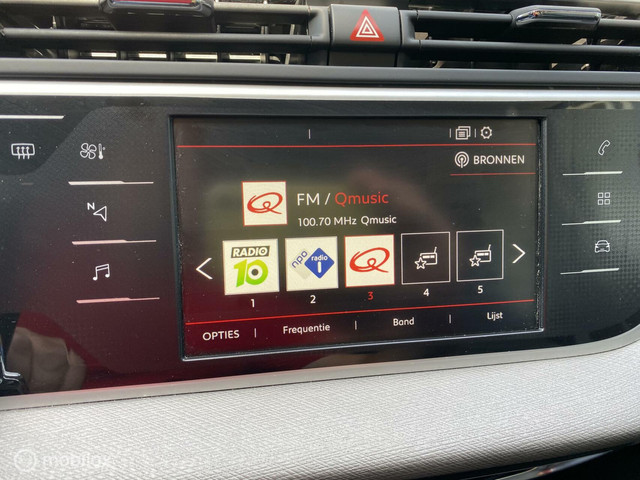 BRONNEN
FM / Qmusic
100.70 MHz Qmusic
RADIO 10
npo radio 1
1 2 3 4 5
OPTIES Frequentie Band Lijst
N
mobilox